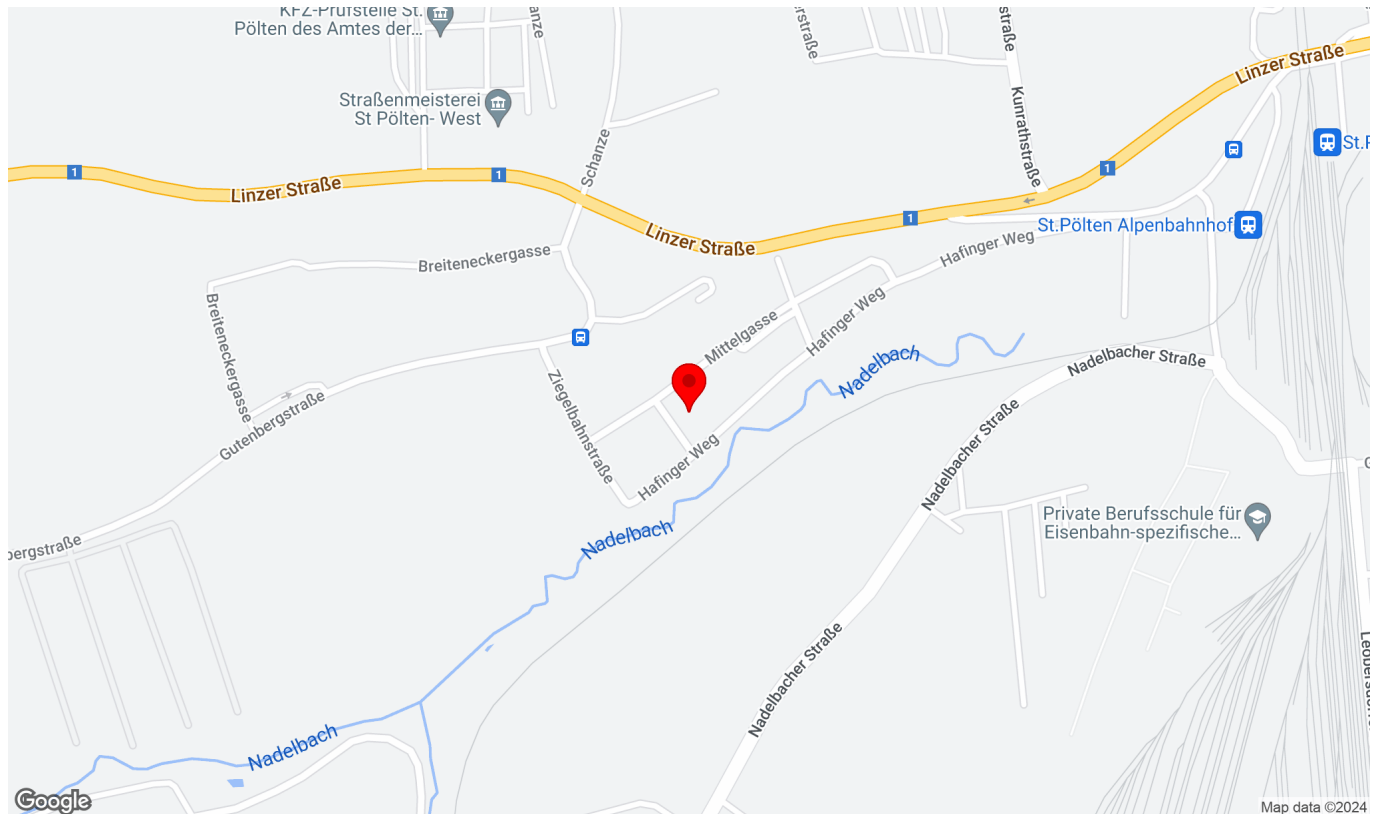 KFZ-Prüfstelle St.
Pölten des Amtes der…
Straßenmeisterei
St Pölten- West
Linzer Straße
Kunrathstraße
Schanze
1
1
1
1
Linzer Straße
Linzer Straße
St.Pölten Alpenbahnhof
Hafinger Weg
Breiteneckergasse
Breiteneckergasse
Mittelgasse
Hafinger Weg
Nadelbach
Nadelbacher Straße
Ziegelbahnstraße
Gutenbergstraße
Hafinger Weg
Nadelbacher Straße
Private Berufsschule für
Eisenbahn-spezifische…
Nadelbach
bergstraße
Nadelbacher Straße
Nadelbach
Google
Map data ©2024